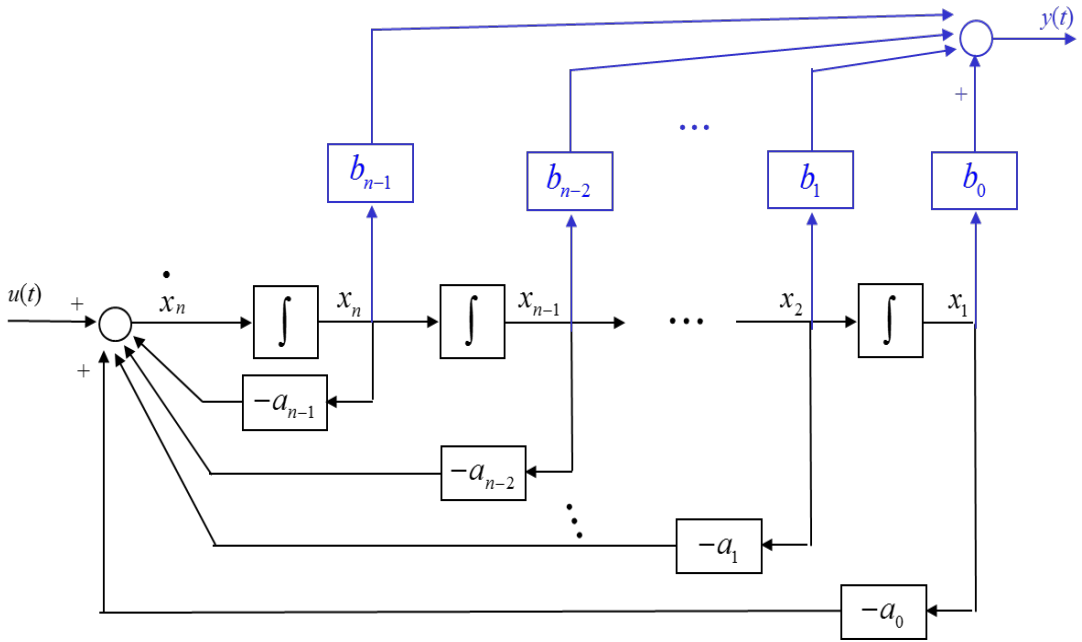 y(t)
+
...
b_{n-1}
b_{n-2}
b_1
b_0
u(t)
+
ẋ_n
∫
x_n
∫
x_{n-1}
...
x_2
∫
x_1
+
-a_{n-1}
-a_{n-2}
...
-a_1
-a_0